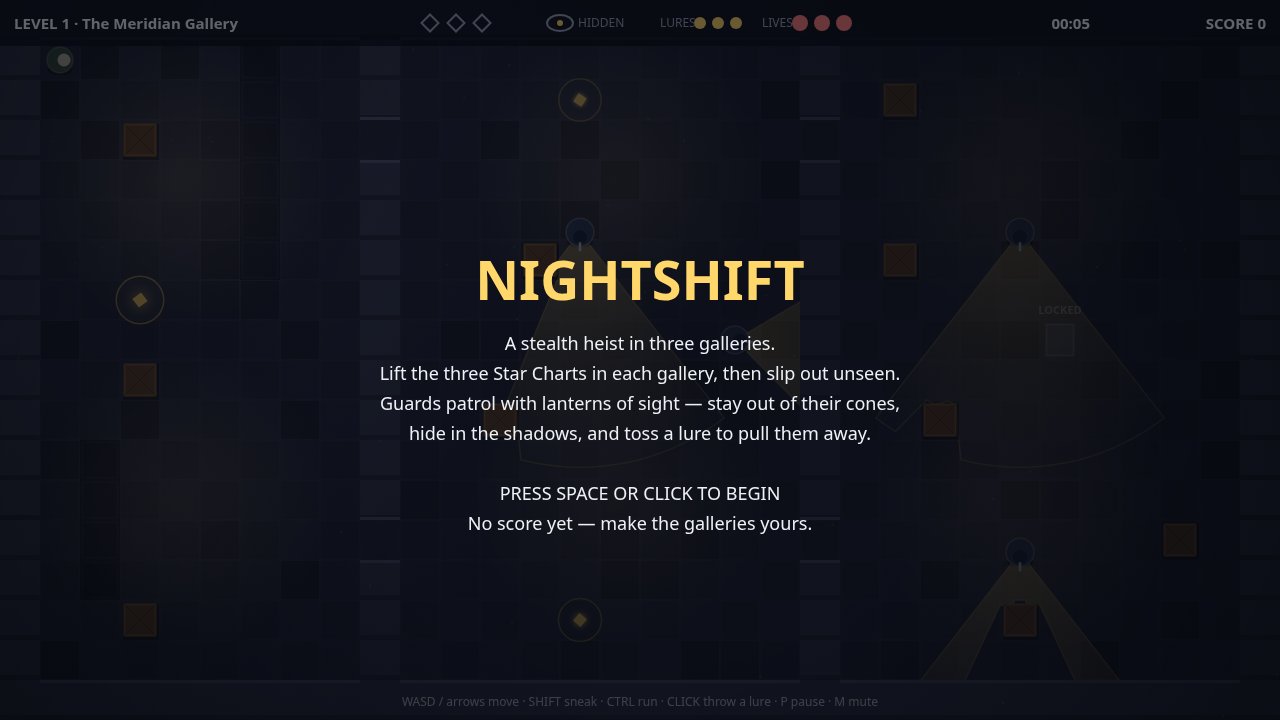 LEVEL 1 · The Meridian Gallery
HIDDEN
LURES
LIVES
00:05
SCORE 0
LOCKED
NIGHTSHIFT
A stealth heist in three galleries.
Lift the three Star Charts in each gallery, then slip out unseen.
Guards patrol with lanterns of sight — stay out of their cones,
hide in the shadows, and toss a lure to pull them away.
PRESS SPACE OR CLICK TO BEGIN
No score yet — make the galleries yours.
WASD / arrows move · SHIFT sneak · CTRL run · CLICK throw a lure · P pause · M mute